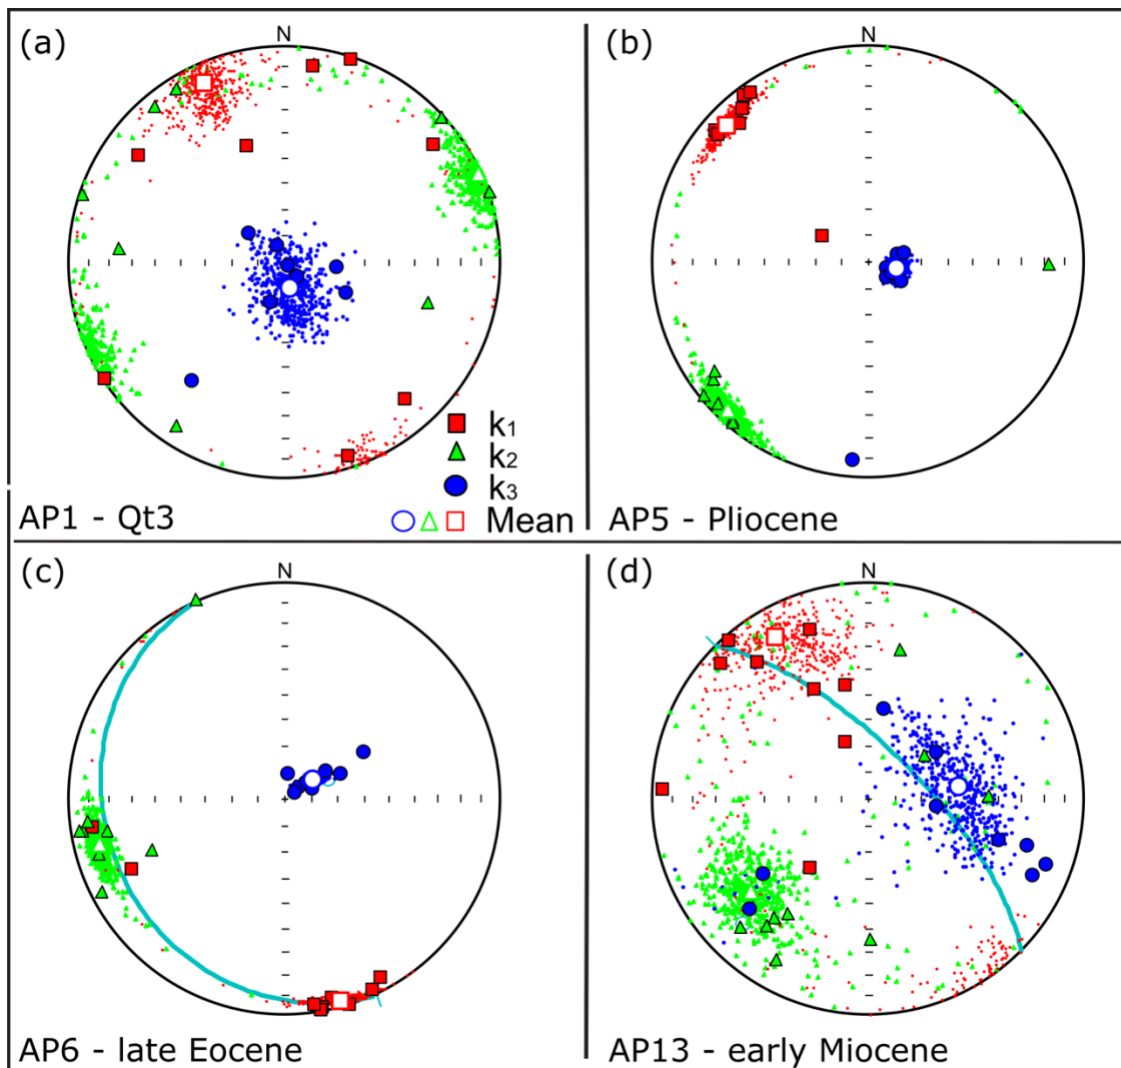 (a)
N
k1
k2
k3
Mean
AP1 - Qt3
(b)
N
AP5 - Pliocene
(c)
N
AP6 - late Eocene
(d)
N
AP13 - early Miocene